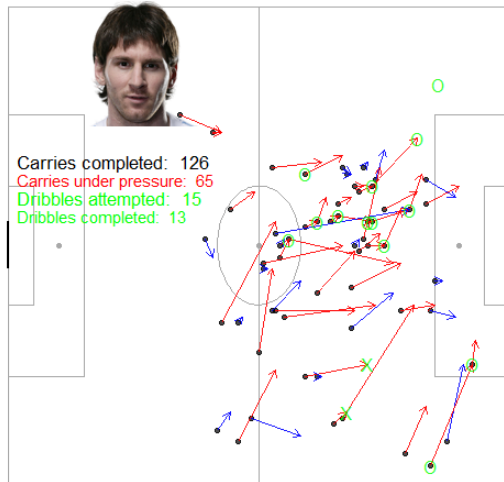 Carries completed: 126
Carries under pressure: 65
Dribbles attempted: 15
Dribbles completed: 13